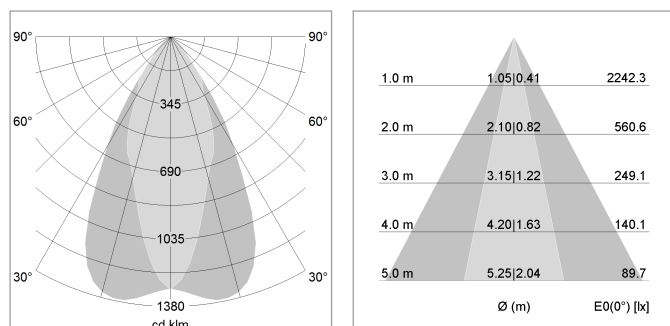 90° 90°
345
60° 60°
690
1035
30° 30°
1380
cd klm
1.0 m 1.05|0.41 2242.3
2.0 m 2.10|0.82 560.6
3.0 m 3.15|1.22 249.1
4.0 m 4.20|1.63 140.1
5.0 m 5.25|2.04 89.7
Ø (m) E0(0°) [lx]